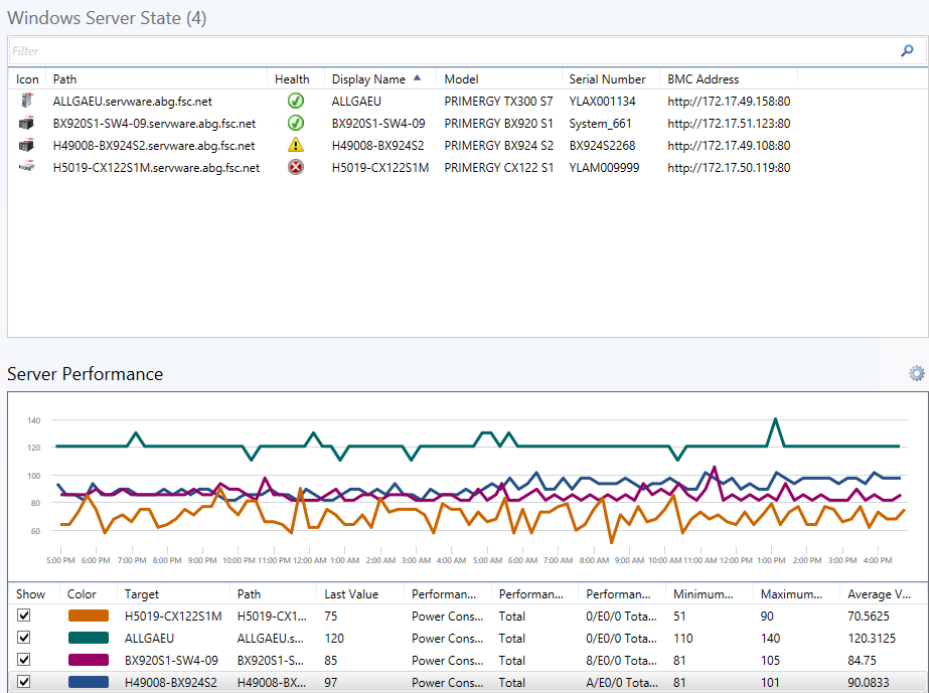 Windows Server State (4)
Filter
Icon Path Health Display Name Model Serial Number BMC Address
ALLGAEU.servware.abg.fsc.net ALLGAEU PRIMERGY TX300 S7 YLAX001134 http://172.17.49.158:80
BX920S1-SW4-09.servware.abg.fsc.net BX920S1-SW4-09 PRIMERGY BX920 S1 System_661 http://172.17.51.123:80
H49008-BX924S2.servware.abg.fsc.net H49008-BX924S2 PRIMERGY BX924 S2 BX924S2268 http://172.17.49.108:80
H5019-CX122S1M.servware.abg.fsc.net H5019-CX122S1M PRIMERGY CX122 S1 YLAM009999 http://172.17.50.119:80
Server Performance
140
120
100
80
60
5:00 PM 6:00 PM 7:00 PM 8:00 PM 9:00 PM 10:00 PM 11:00 PM 12:00 AM 1:00 AM 2:00 AM 3:00 AM 4:00 AM 5:00 AM 6:00 AM 7:00 AM 8:00 AM 9:00 AM 10:00 AM 11:00 AM 12:00 PM 1:00 PM 2:00 PM 3:00 PM 4:00 PM
Show Color Target Path Last Value Performan... Performan... Performan... Minimum... Maximum... Average V...
H5019-CX122S1M H5019-CX1... 75 Power Cons... Total 0/E0/0 Tota... 51 90 70.5625
ALLGAEU ALLGAEU.s... 120 Power Cons... Total 0/E0/0 Tota... 110 140 120.3125
BX920S1-SW4-09 BX920S1-S... 85 Power Cons... Total 8/E0/0 Tota... 81 105 84.75
H49008-BX924S2 H49008-BX... 97 Power Cons... Total A/E0/0 Tota... 81 101 90.0833